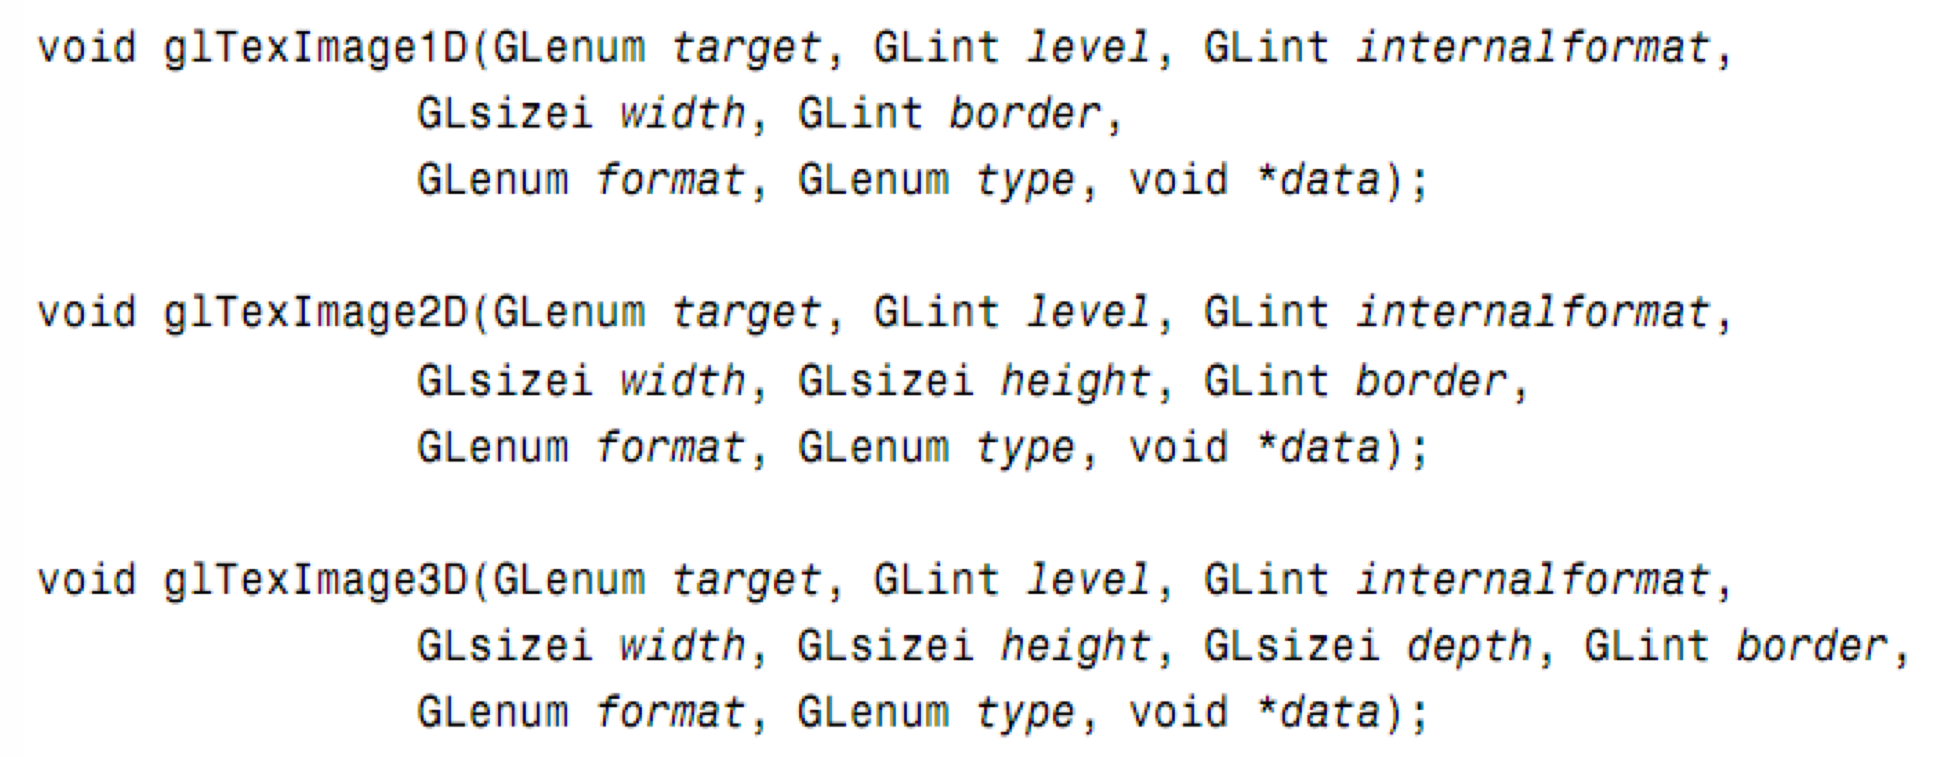 void glTexImage1D(GLenum target, GLint level, GLint internalformat,
GLsizei width, GLint border,
GLenum format, GLenum type, void *data);
void glTexImage2D(GLenum target, GLint level, GLint internalformat,
GLsizei width, GLsizei height, GLint border,
GLenum format, GLenum type, void *data);
void glTexImage3D(GLenum target, GLint level, GLint internalformat,
GLsizei width, GLsizei height, GLsizei depth, GLint border,
GLenum format, GLenum type, void *data);